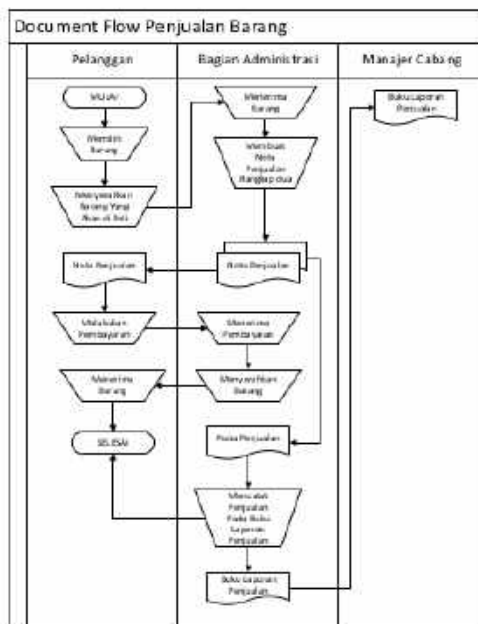 Document Flow Penjualan Barang
Pelanggan
Bagian Administrasi
Manajer Cabang
MULAI
Memilih
Barang
Menyerahkan
Barang Yang
Akan di Beli
Nota Penjualan
Melakukan
Pembayaran
Menerima
Barang
SELESAI
Menerima
Barang
Membuat
Nota
Penjualan
Rangkap dua
Nota Penjualan
Menerima
Pembayaran
Menyerahkan
Barang
Penjualan
Mencatat
Penjualan
Pada Buku
Laporan
Penjualan
Buku Laporan
Penjualan
Buku Laporan
Penjualan